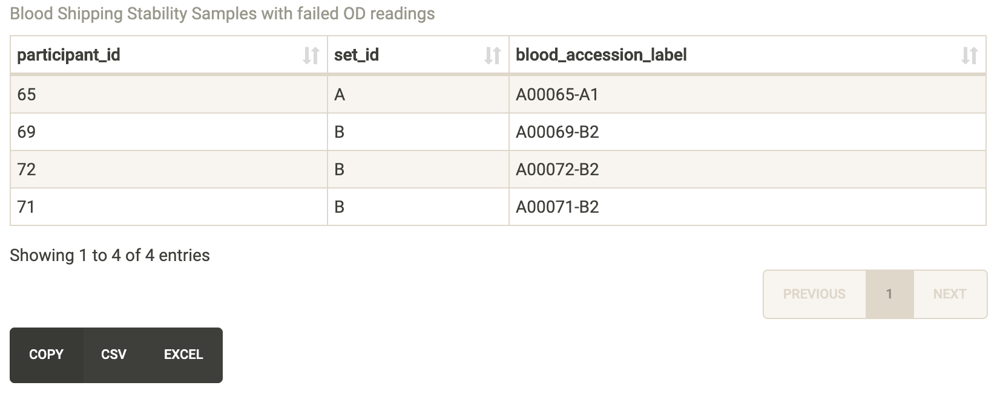 Blood Shipping Stability Samples with failed OD readings
participant_id set_id blood_accession_label
65 A A00065-A1
69 B A00069-B2
72 B A00072-B2
71 B A00071-B2
Showing 1 to 4 of 4 entries
PREVIOUS 1 NEXT
COPY CSV EXCEL